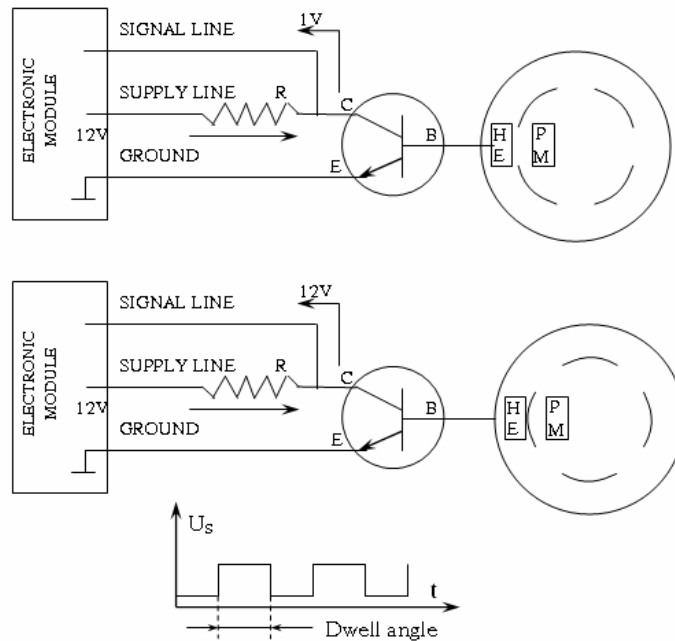 SIGNAL LINE
1V
ELECTRONIC
MODULE
SUPPLY LINE
R
C
12V
B
H
E
P
M
GROUND
E
SIGNAL LINE
12V
ELECTRONIC
MODULE
SUPPLY LINE
R
C
12V
B
H
E
P
M
GROUND
E
Us
t
Dwell angle